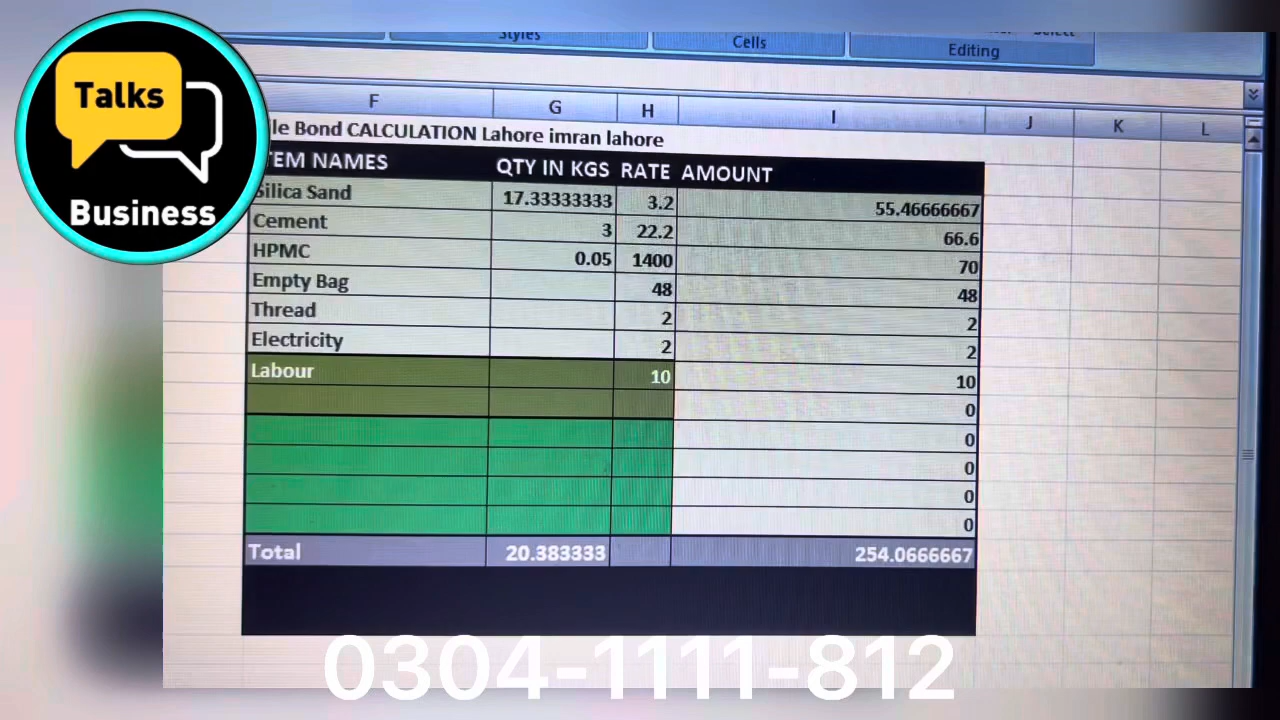 Talks
Business
Styles
Cells
Editing
Select
F G H I J K L
le Bond CALCULATION Lahore imran lahore
TEM NAMES QTY IN KGS RATE AMOUNT
Silica Sand 17.33333333 3.2 55.46666667
Cement 3 22.2 66.6
HPMC 0.05 1400 70
Empty Bag 48 48
Thread 2 2
Electricity 2 2
Labour 10 10
0
0
0
0
0
Total 20.383333 254.0666667
0304-1111-812